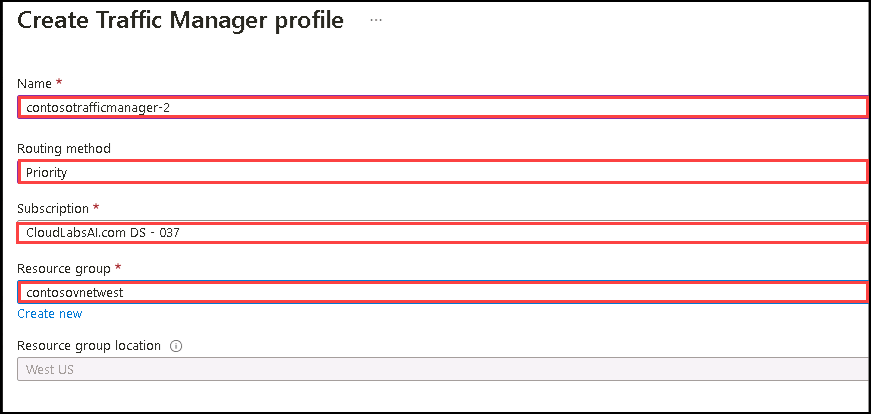 Create Traffic Manager profile ...
Name *
contosotrafficmanager-2
Routing method
Priority
Subscription *
CloudLabsAI.com DS - 037
Resource group *
contosovnetwest
Create new
Resource group location
West US